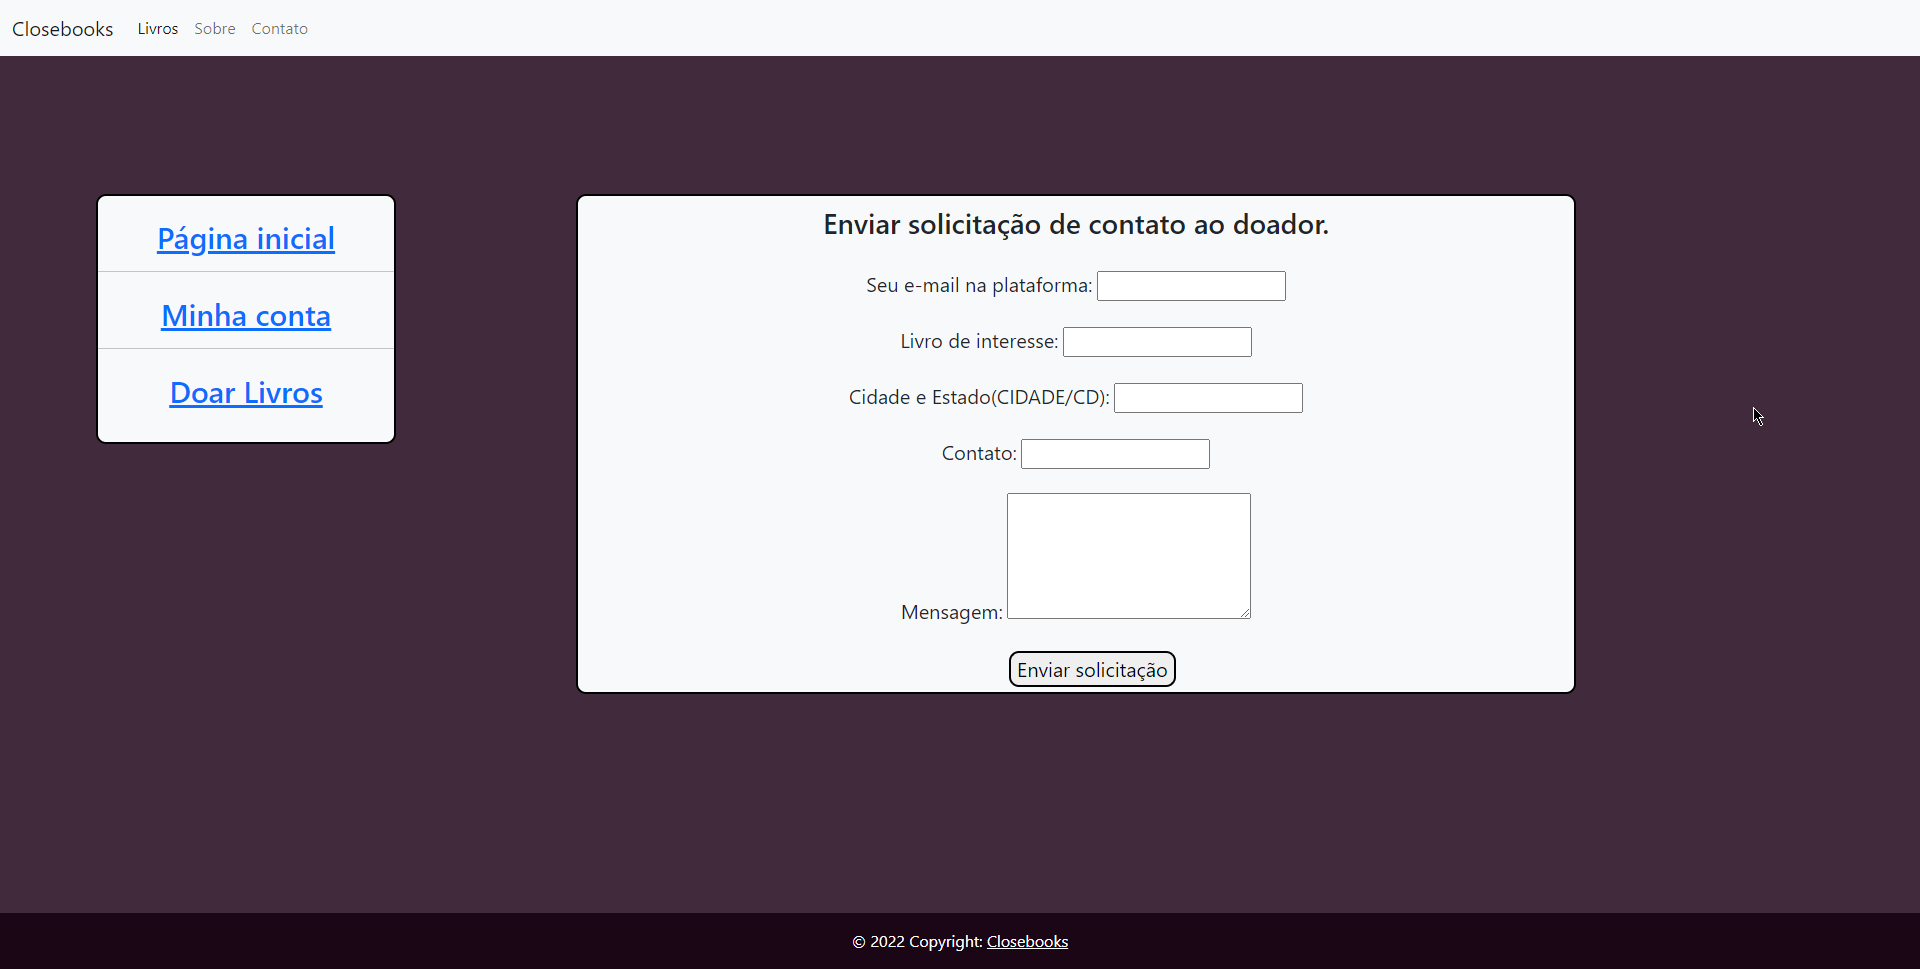 Closebooks Livros Sobre Contato
Página inicial
Minha conta
Doar Livros
Enviar solicitação de contato ao doador.
Seu e-mail na plataforma:
Livro de interesse:
Cidade e Estado(CIDADE/CD):
Contato:
Mensagem:
Enviar solicitação
© 2022 Copyright: Closebooks